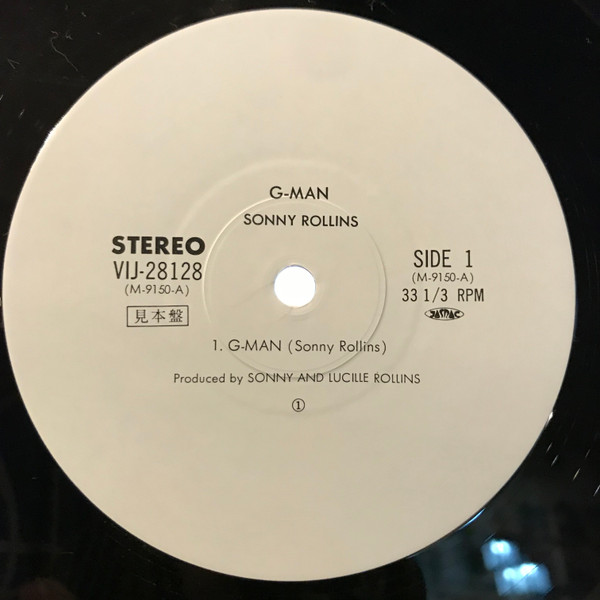 G-MAN
SONNY ROLLINS
STEREO
VIJ-28128
(M-9150-A)
見本盤
SIDE 1
(M-9150-A)
33 1/3 RPM
JASRAC
1. G-MAN (Sonny Rollins)
Produced by SONNY AND LUCILLE ROLLINS
①